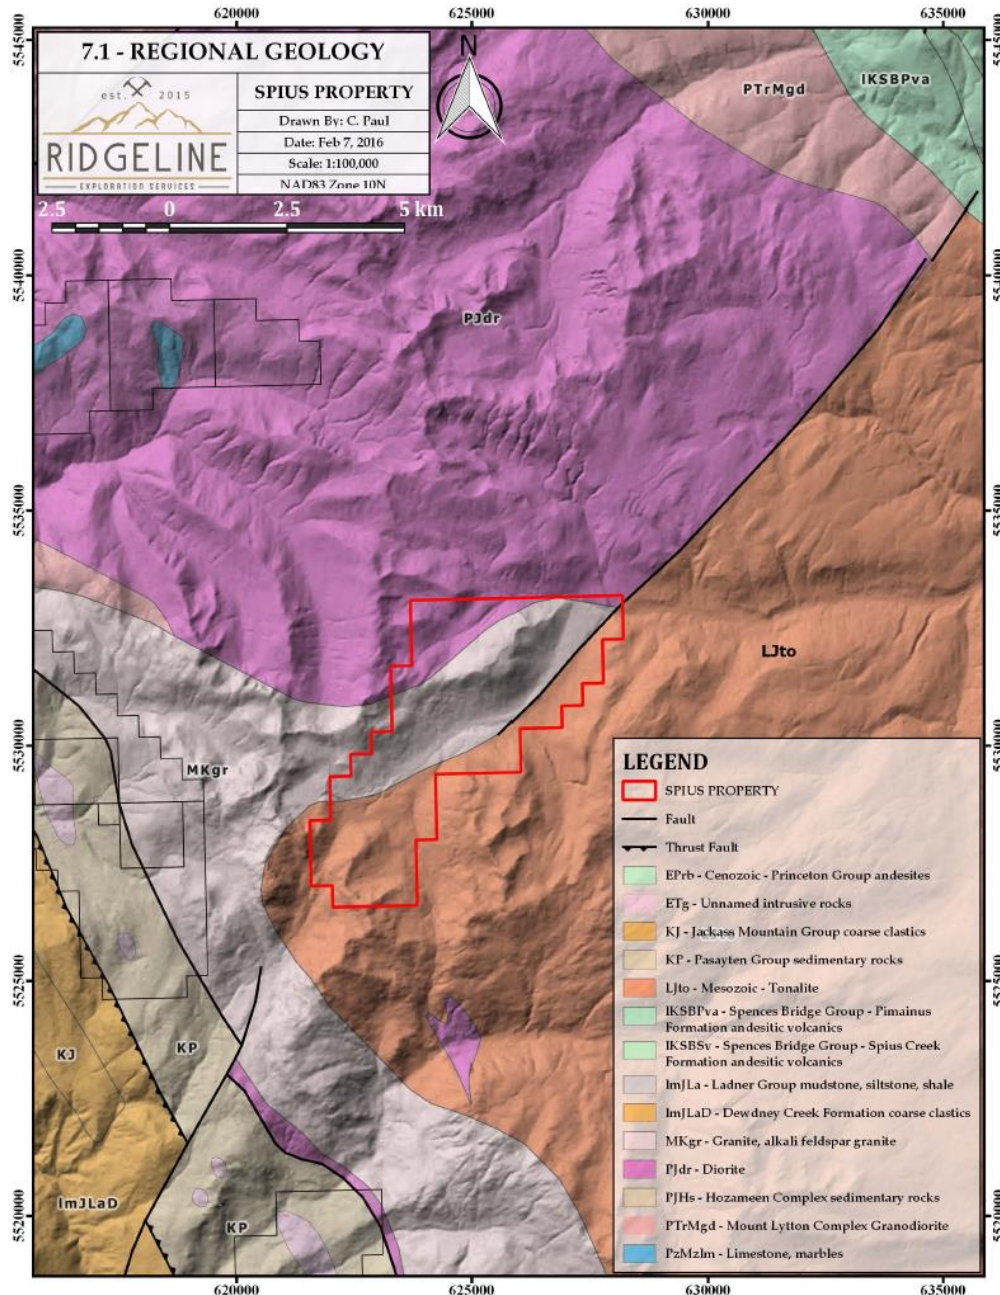 620000 625000 630000 635000
5545000 5545000
7.1 - REGIONAL GEOLOGY
est. 2015
RIDGELINE
EXPLORATION SERVICES
SPIUS PROPERTY
Drawn By: C. Paul
Date: Feb 7, 2016
Scale: 1:100,000
NAD83 Zone 10N
N
2.5 0 2.5 5 km
PTrMgd
lKSBPva
5540000 5540000
PJdr
5535000 5535000
LJto
5530000 5530000
MKgr
5525000 5525000
KJ
KP
lmJLaD
KP
5520000 5520000
LEGEND
SPIUS PROPERTY
Fault
Thrust Fault
EPrb - Cenozoic - Princeton Group andesites
ETg - Unnamed intrusive rocks
KJ - Jackass Mountain Group coarse clastics
KP - Pasayten Group sedimentary rocks
LJto - Mesozoic - Tonalite
lKSBPva - Spences Bridge Group - Pimainus
Formation andesitic volcanics
lKSBSv - Spences Bridge Group - Spius Creek
Formation andesitic volcanics
lmJLa - Ladner Group mudstone, siltstone, shale
lmJLaD - Dewdney Creek Formation coarse clastics
MKgr - Granite, alkali feldspar granite
PJdr - Diorite
PJHs - Hozameen Complex sedimentary rocks
PTrMgd - Mount Lytton Complex Granodiorite
PzMzlm - Limestone, marbles
620000 625000 630000 635000